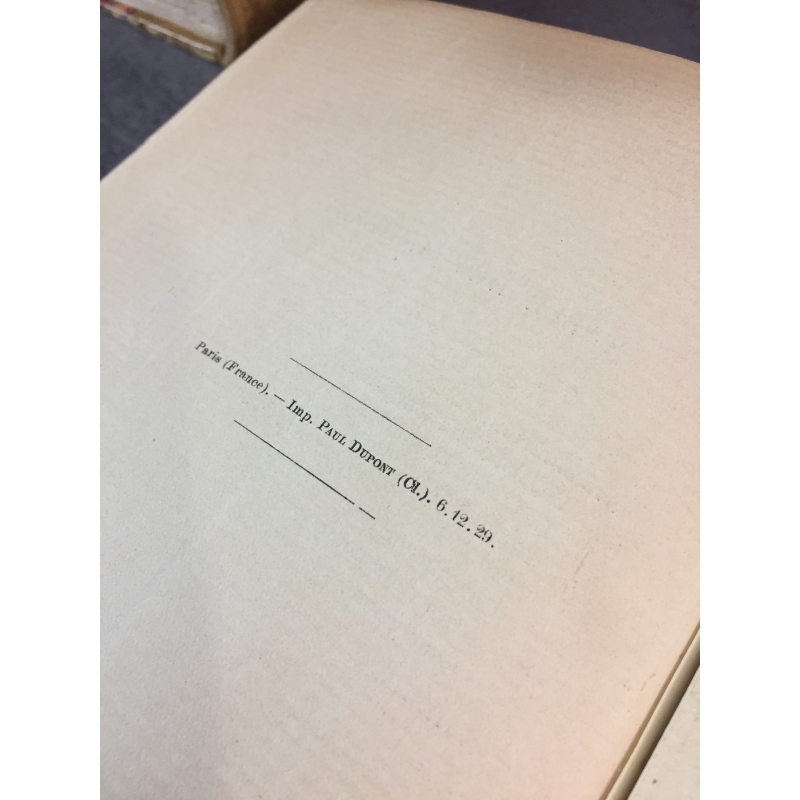 Paris (France). — Imp. PAUL DUPONT (Cl.). 6.12.29.